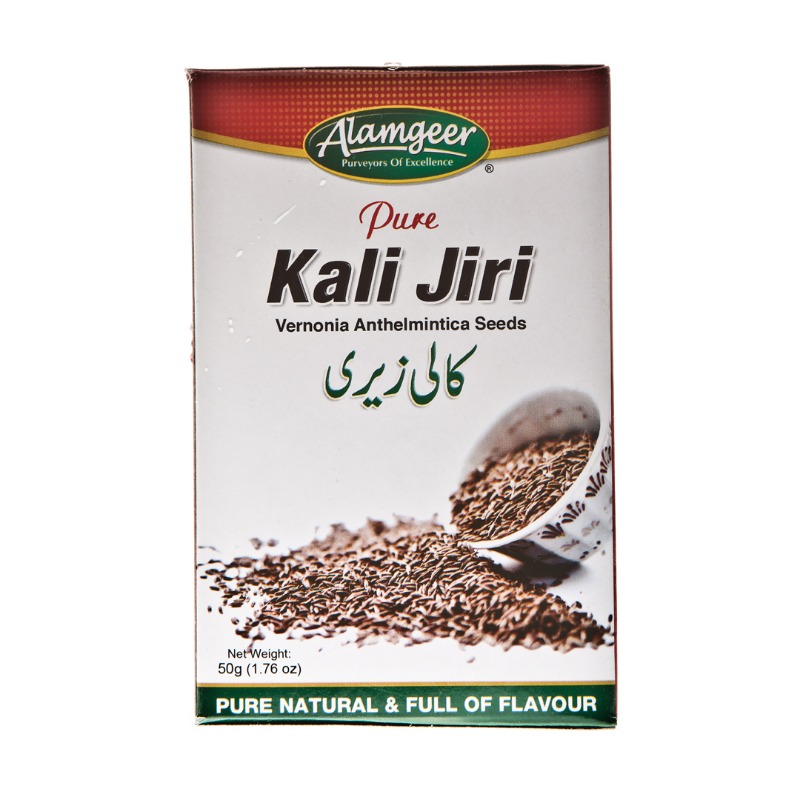 Alamgeer
Purveyors Of Excellence
®
Pure
Kali Jiri
Vernonia Anthelmintica Seeds
کالی زیری
Net Weight:
50g (1.76 oz)
PURE NATURAL & FULL OF FLAVOUR